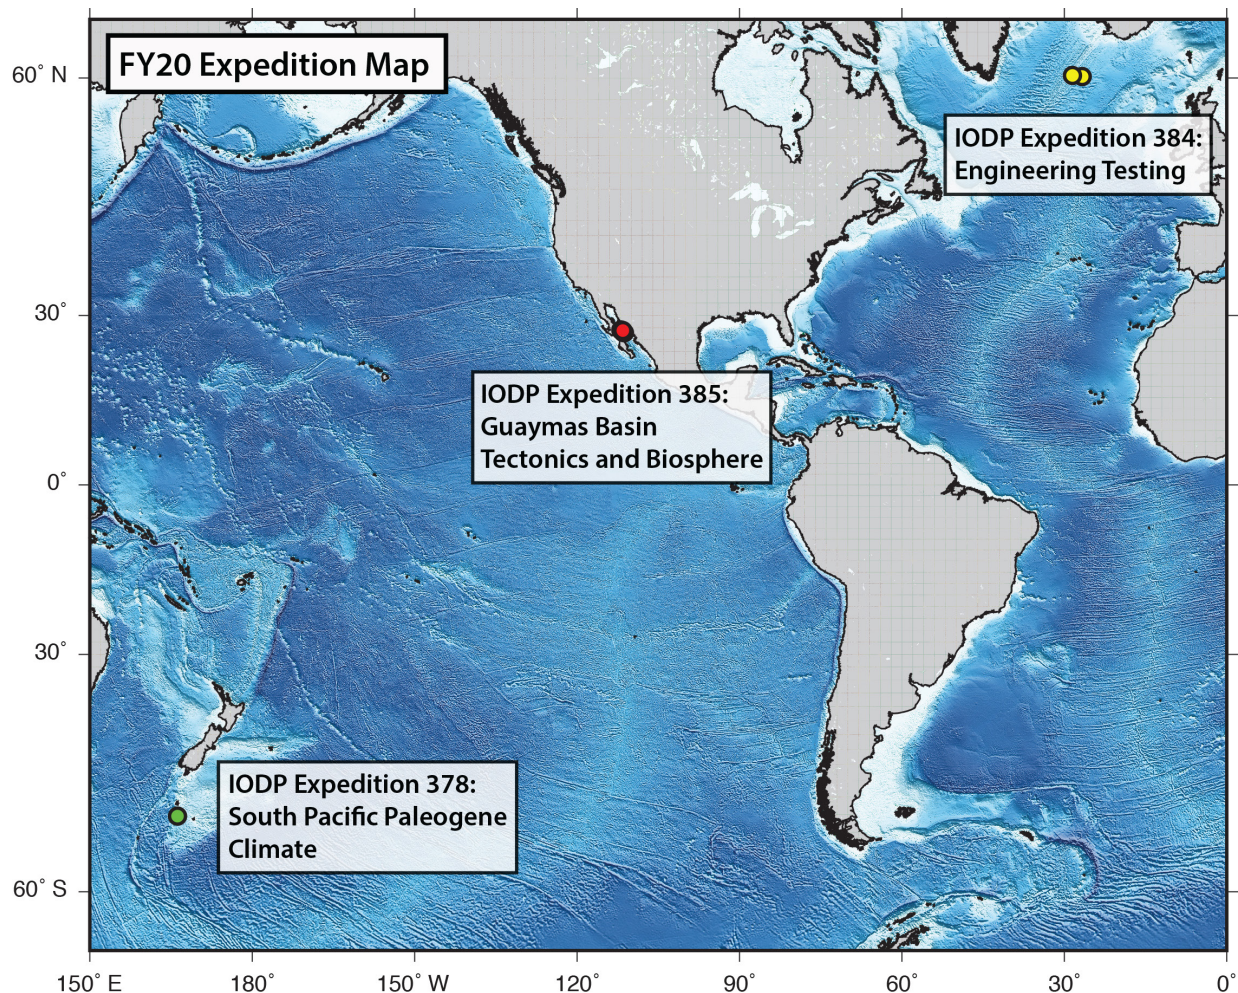 FY20 Expedition Map
60˚ N
IODP Expedition 384:
Engineering Testing
30˚
IODP Expedition 385:
Guaymas Basin
Tectonics and Biosphere
0˚
30˚
IODP Expedition 378:
South Pacific Paleogene
Climate
60˚ S
150˚ E
180˚
150˚ W
120˚
90˚
60˚
30˚
0˚